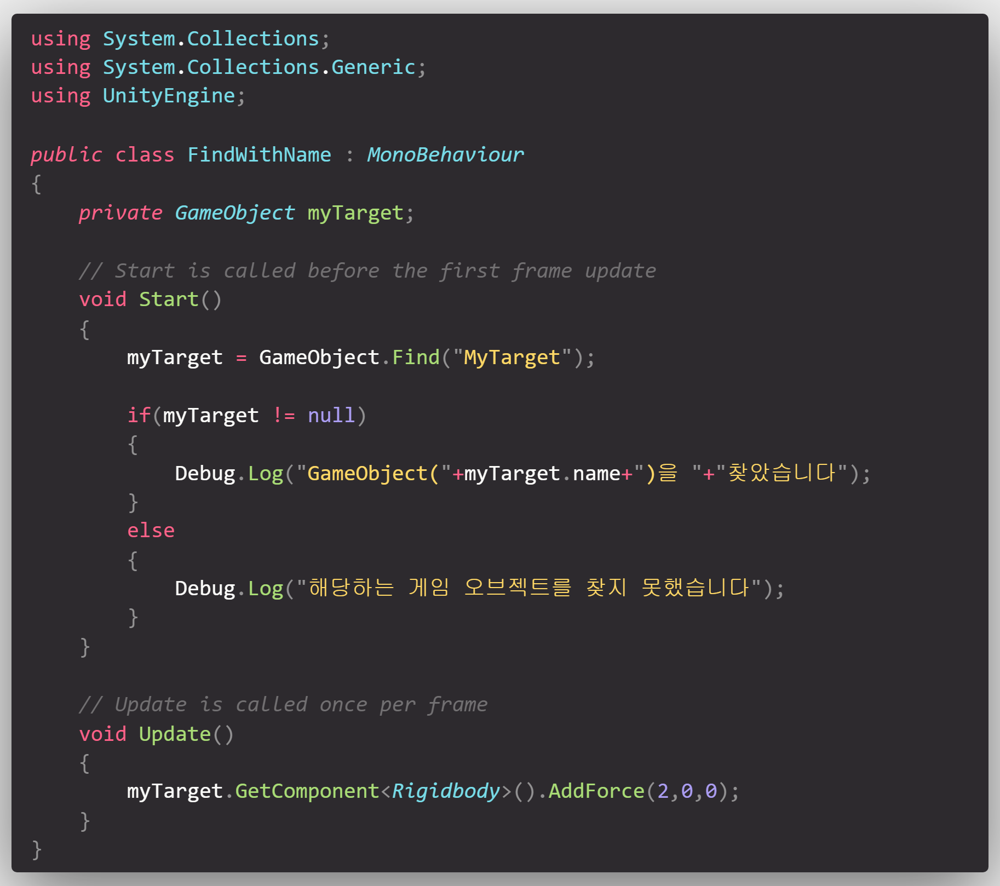 using System.Collections;
using System.Collections.Generic;
using UnityEngine;

public class FindWithName : MonoBehaviour
{
    private GameObject myTarget;

    // Start is called before the first frame update
    void Start()
    {
        myTarget = GameObject.Find("MyTarget");

        if(myTarget != null)
        {
            Debug.Log("GameObject("+myTarget.name+")을 "+"찾았습니다");
        }
        else
        {
            Debug.Log("해당하는 게임 오브젝트를 찾지 못했습니다");
        }
    }

    // Update is called once per frame
    void Update()
    {
        myTarget.GetComponent<Rigidbody>().AddForce(2,0,0);
    }
}